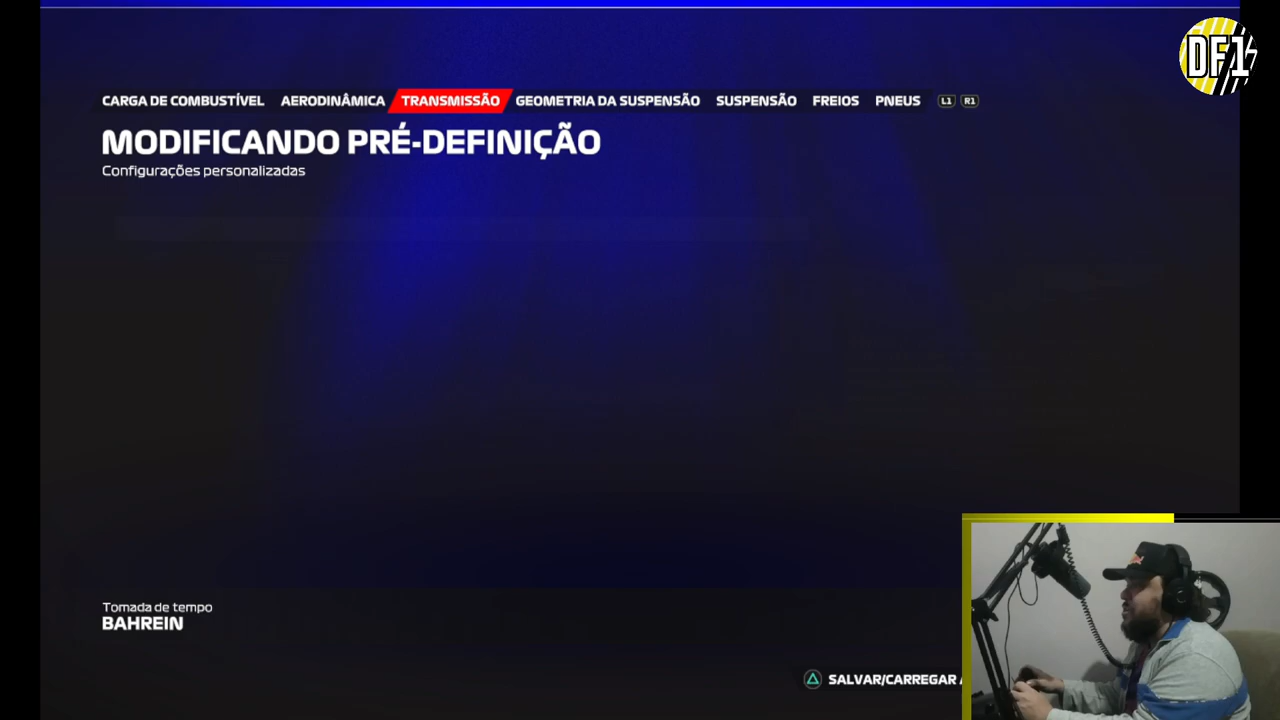 DF1
CARGA DE COMBUSTÍVEL AERODINÂMICA TRANSMISSÃO GEOMETRIA DA SUSPENSÃO SUSPENSÃO FREIOS PNEUS L1 R1
MODIFICANDO PRÉ-DEFINIÇÃO
Configurações personalizadas
Tomada de tempo
BAHREIN
SALVAR/CARREGAR